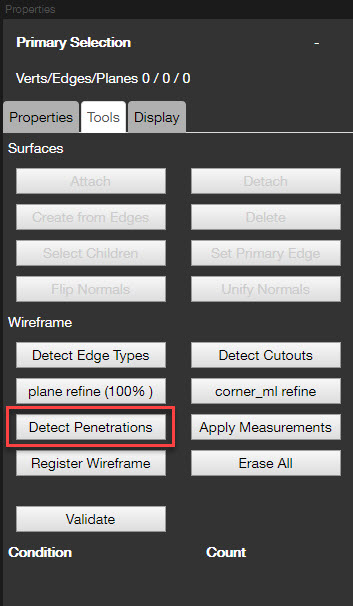 Properties
Primary Selection -
Verts/Edges/Planes 0 / 0 / 0
Properties Tools Display
Surfaces
Attach Detach
Create from Edges Delete
Select Children Set Primary Edge
Flip Normals Unify Normals
Wireframe
Detect Edge Types Detect Cutouts
plane refine (100% ) corner_ml refine
Detect Penetrations Apply Measurements
Register Wireframe Erase All
Validate
Condition Count